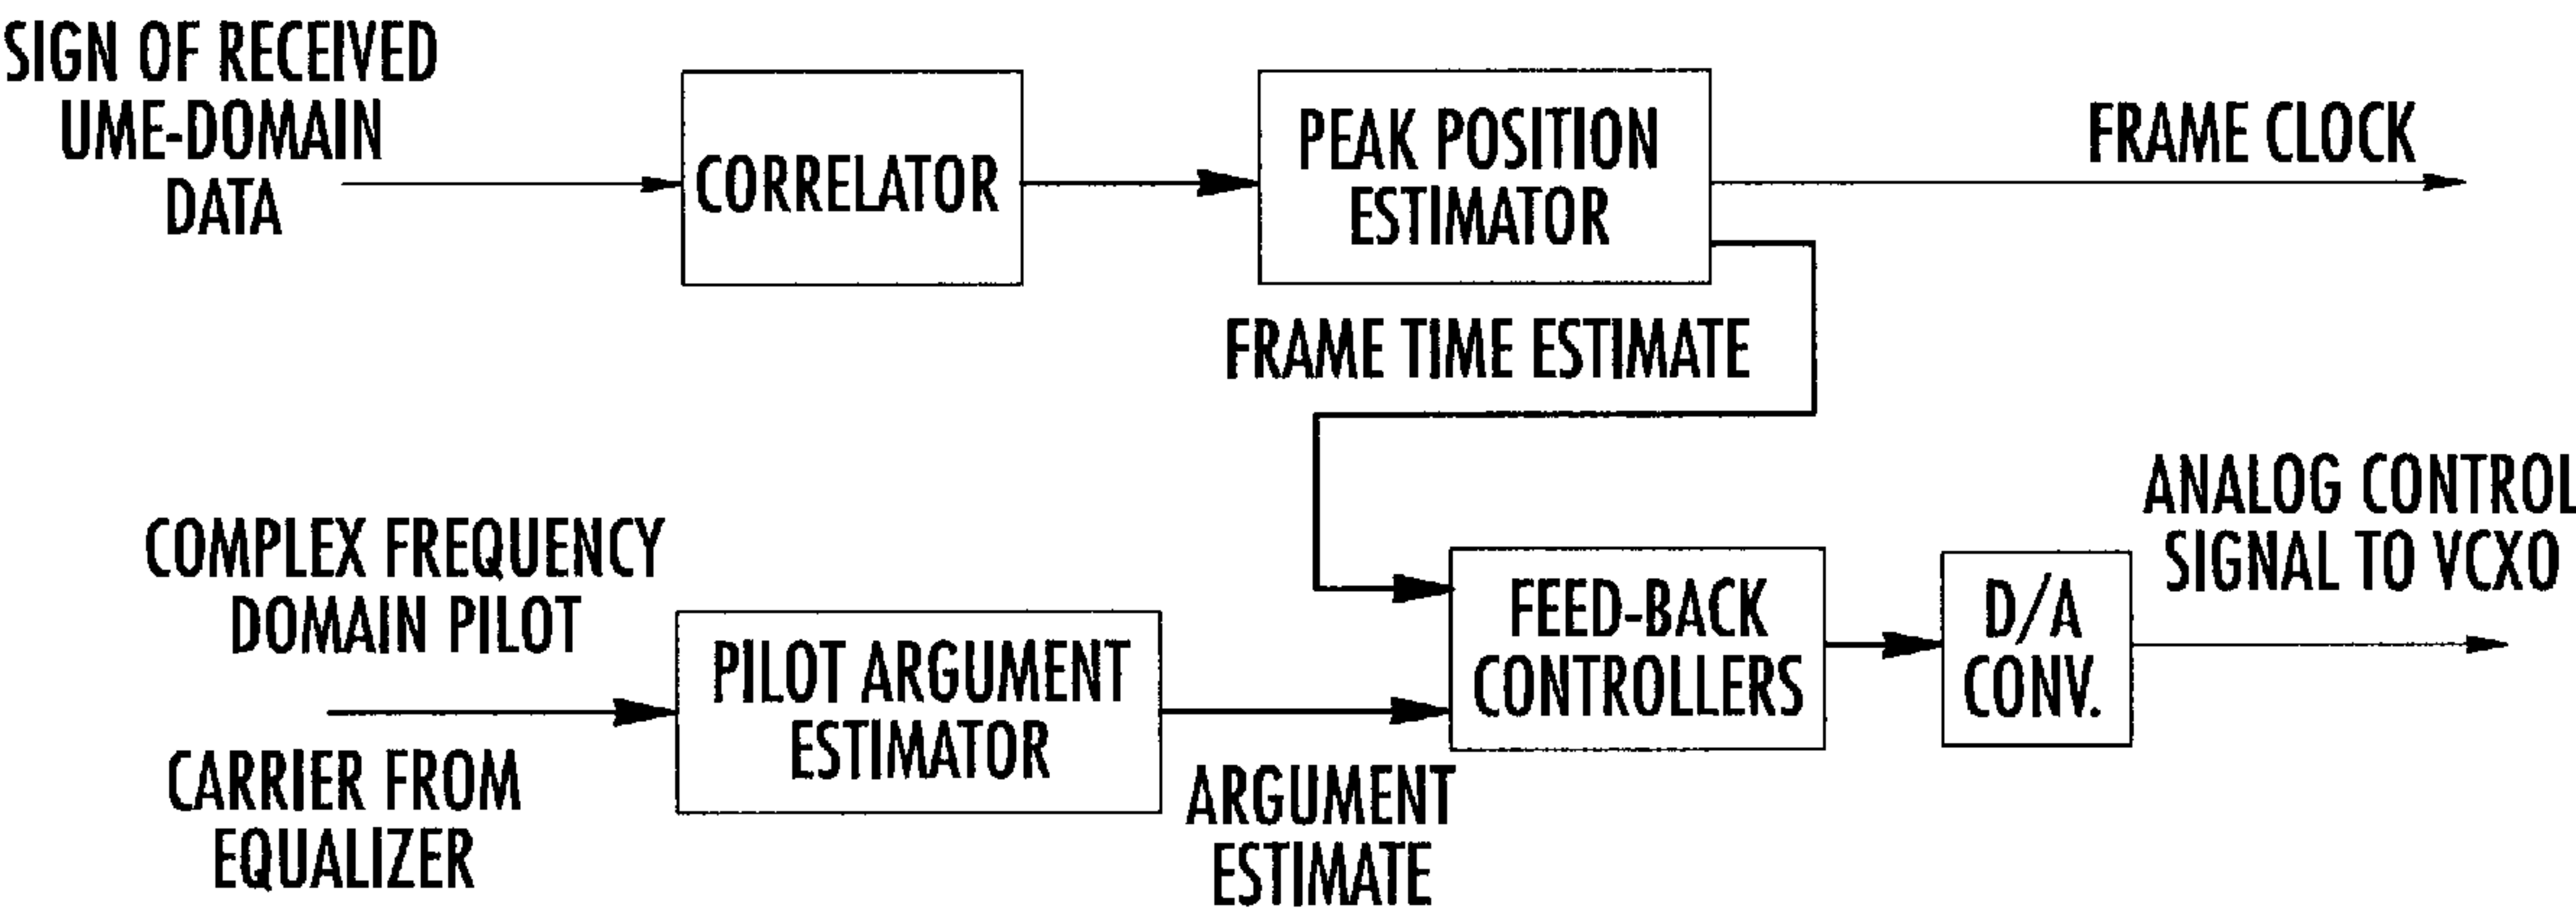 SIGN OF RECEIVED
UME-DOMAIN
DATA
CORRELATOR
PEAK POSITION
ESTIMATOR
FRAME CLOCK
FRAME TIME ESTIMATE
COMPLEX FREQUENCY
DOMAIN PILOT
CARRIER FROM
EQUALIZER
PILOT ARGUMENT
ESTIMATOR
ARGUMENT
ESTIMATE
FEED-BACK
CONTROLLERS
D/A
CONV.
ANALOG CONTROL
SIGNAL TO VCXO